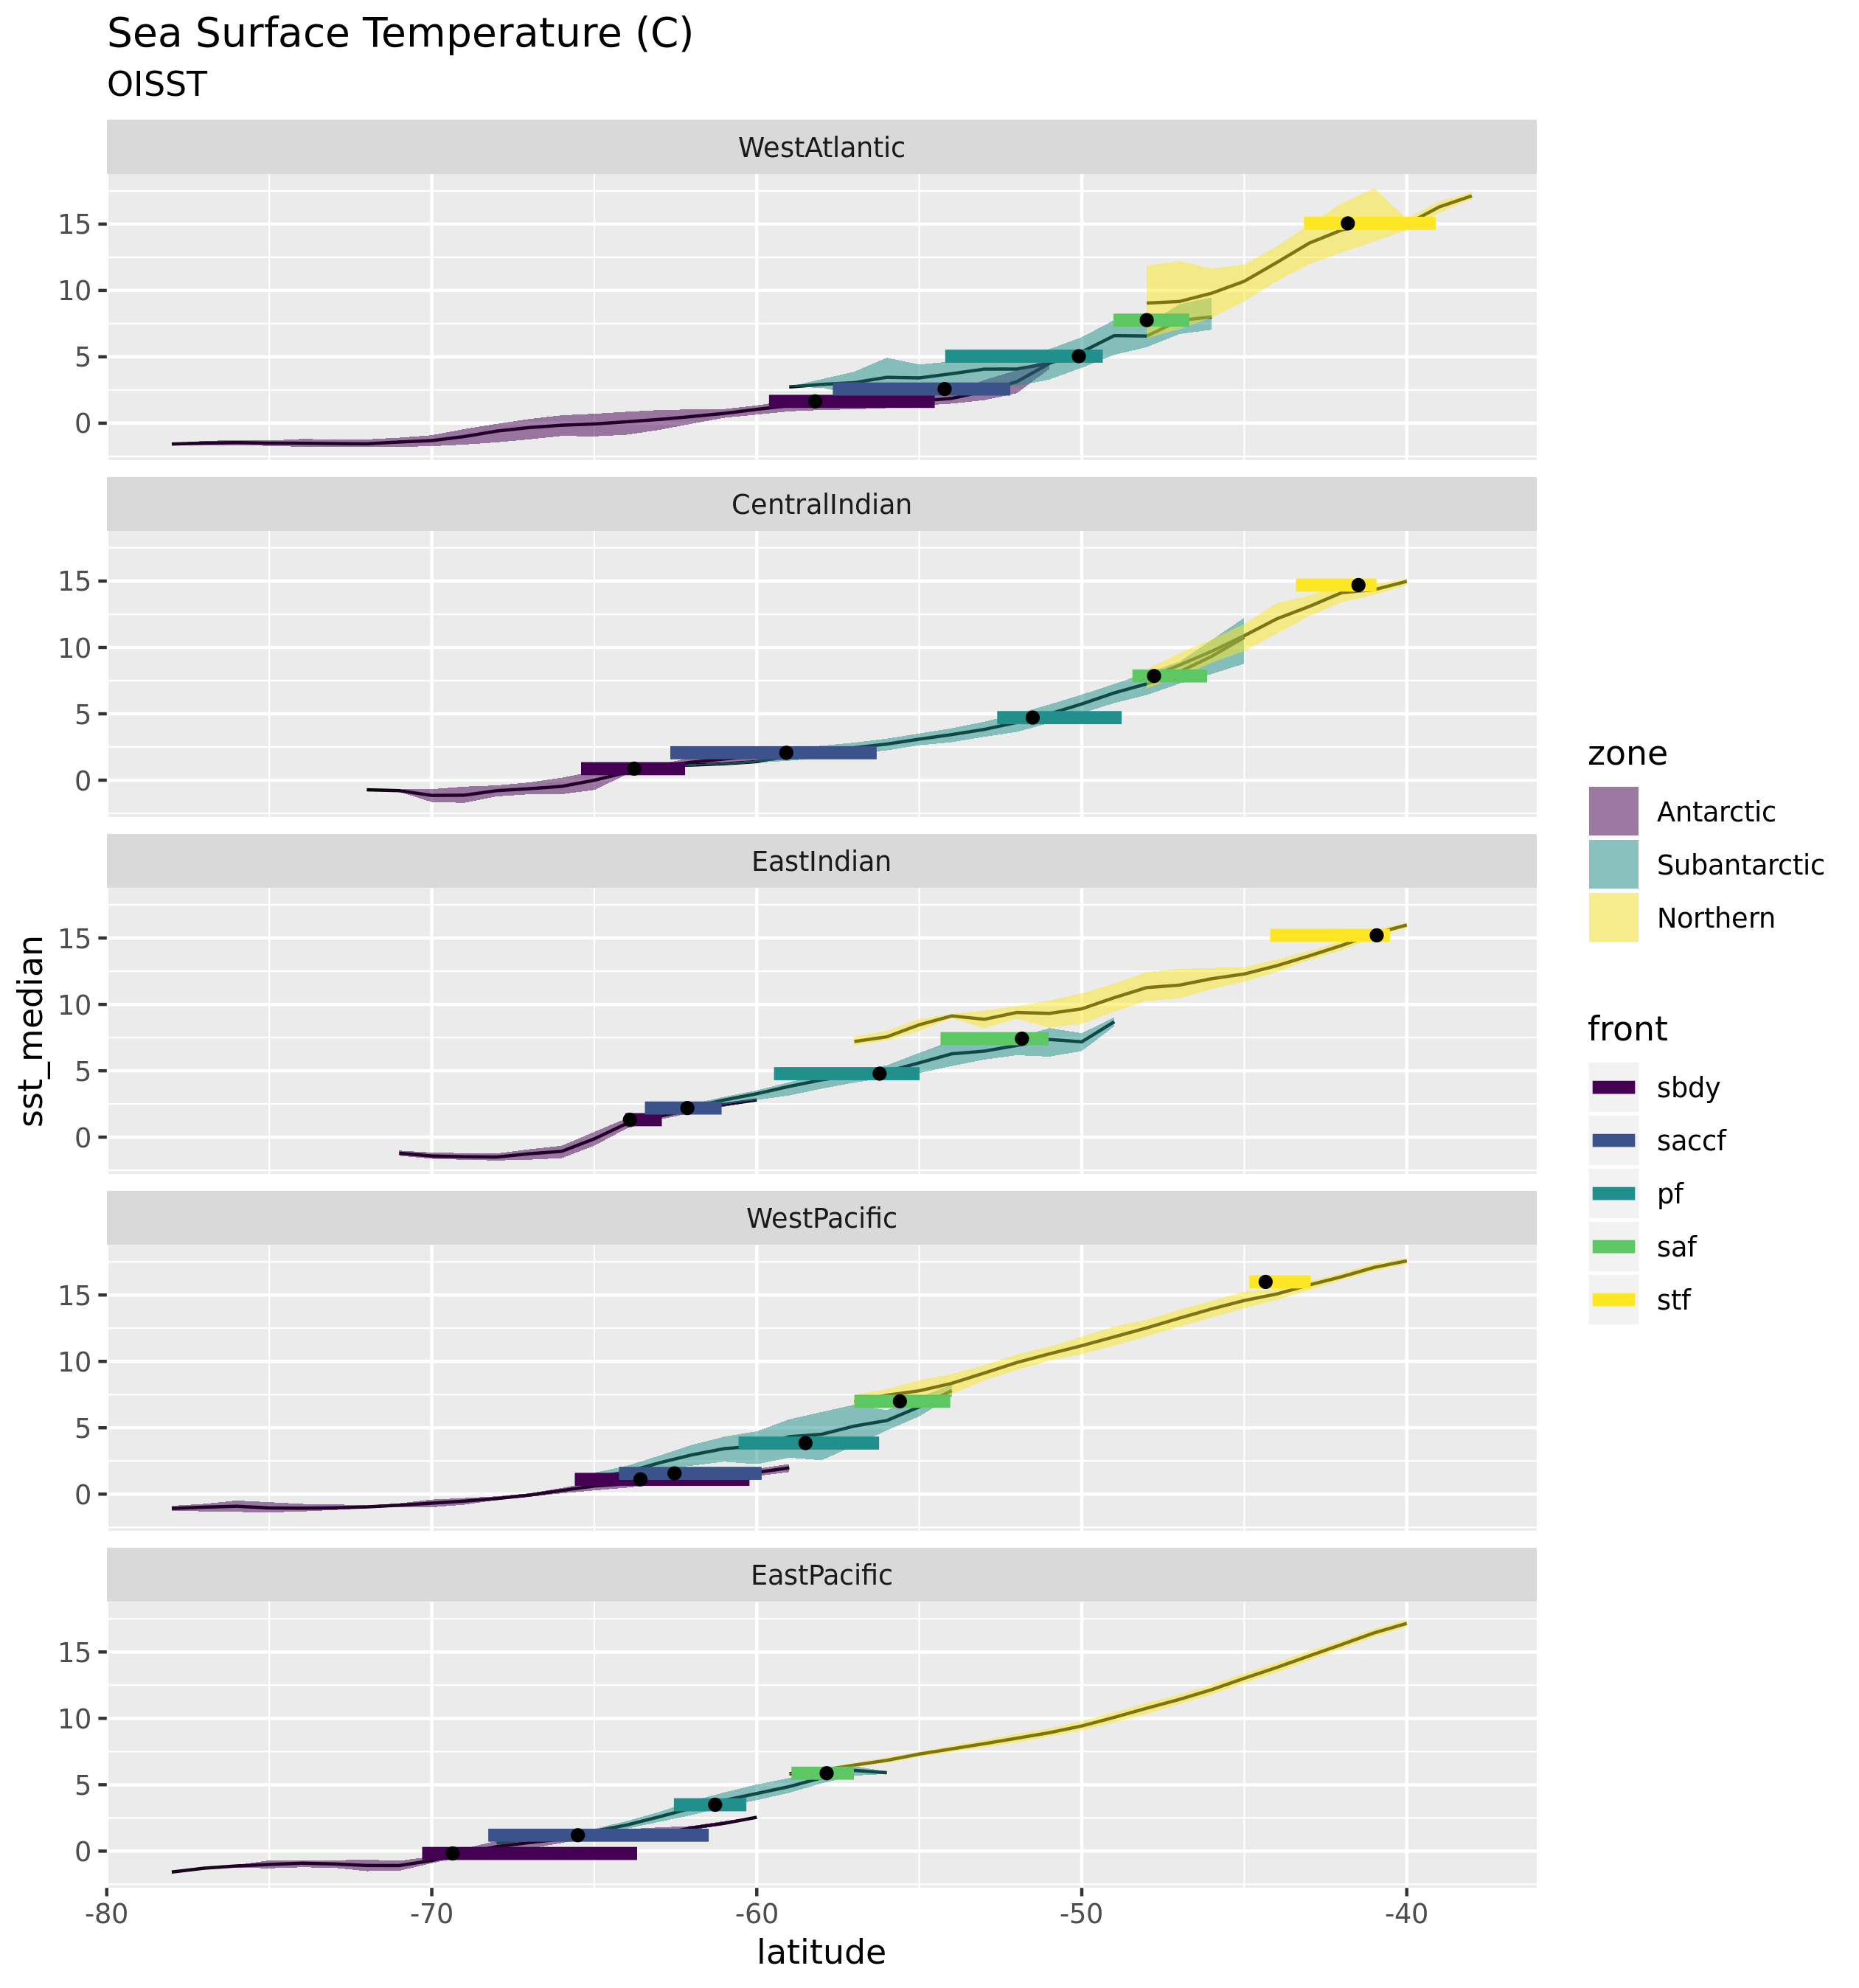 Sea Surface Temperature (C)
OISST
WestAtlantic
15
10
5
0
CentralIndian
15
10
5
0
EastIndian
15
10
5
0
WestPacific
15
10
5
0
EastPacific
15
10
5
0
-80
-70
-60
-50
-40
latitude
sst_median
zone
Antarctic
Subantarctic
Northern
front
sbdy
saccf
pf
saf
stf